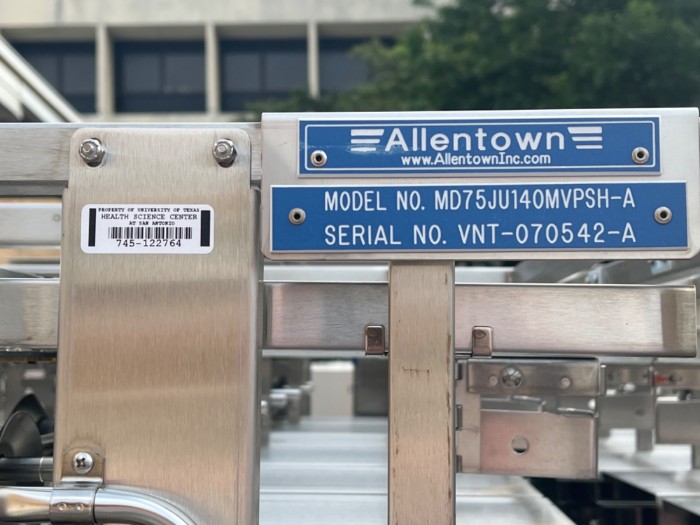 Allentown
www.AllentownInc.com
MODEL NO. MD75JU140MVPSH-A
SERIAL NO. VNT-070542-A
PROPERTY OF UNIVERSITY OF TEXAS
HEALTH SCIENCE CENTER
AT SAN ANTONIO
745-122764